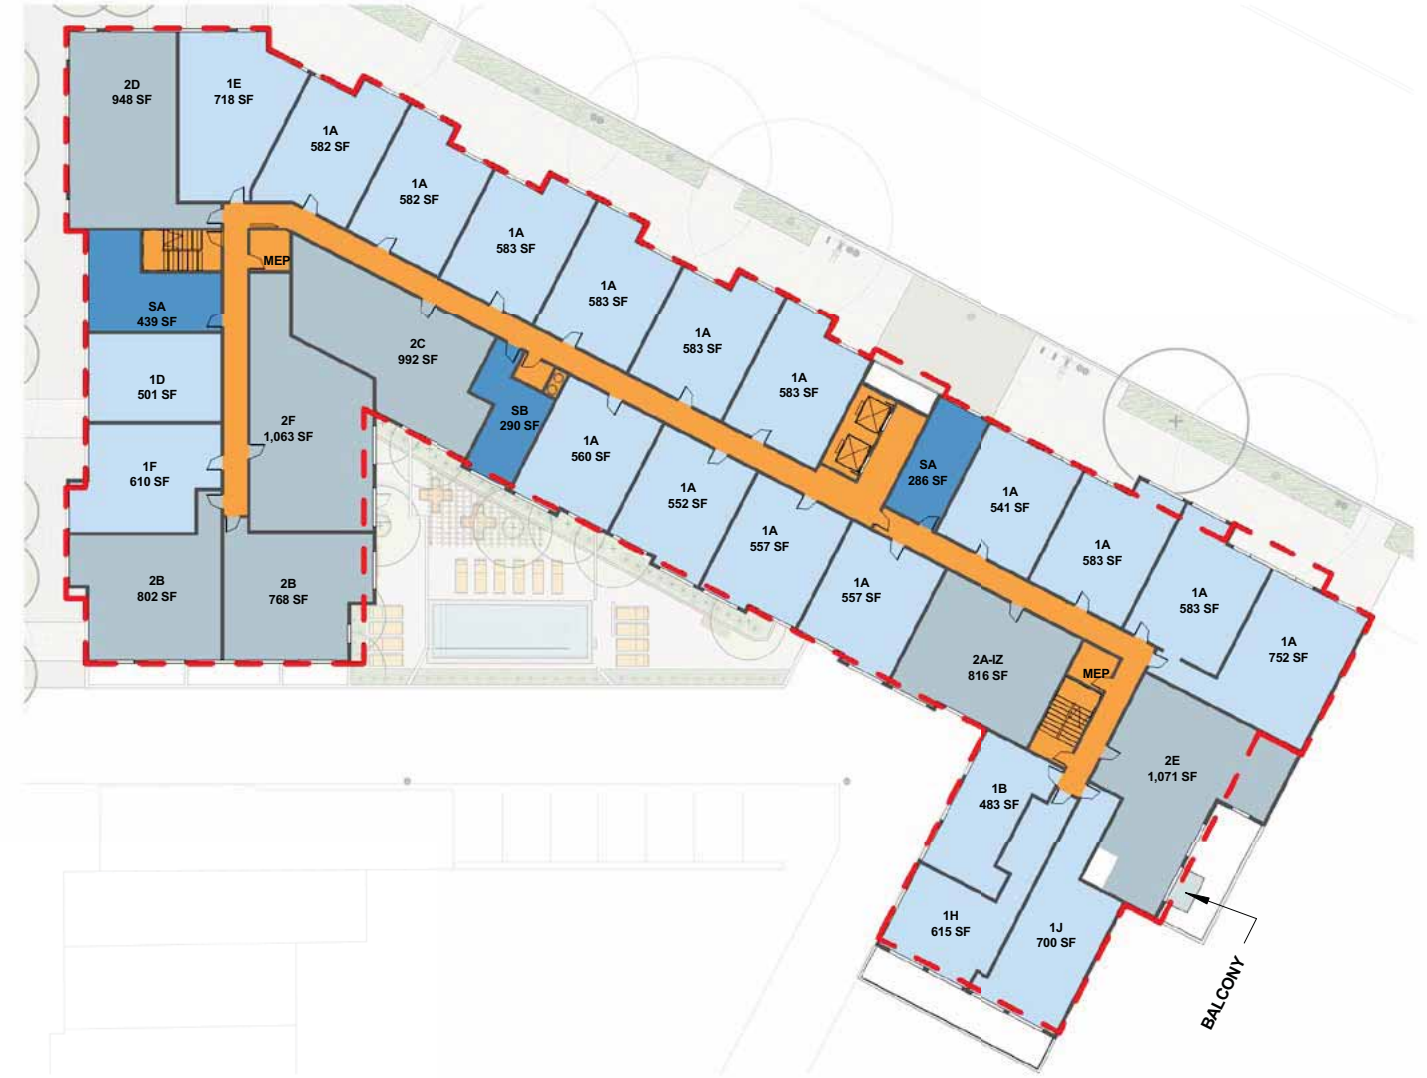 2D
948 SF
1E
718 SF
1A
582 SF
1A
582 SF
1A
583 SF
1A
583 SF
1A
583 SF
1A
583 SF
MEP
SA
439 SF
2C
992 SF
1D
501 SF
2F
1,063 SF
SB
290 SF
1F
610 SF
1A
560 SF
1A
552 SF
1A
557 SF
1A
557 SF
SA
286 SF
1A
541 SF
1A
583 SF
1A
583 SF
1A
752 SF
2B
802 SF
2B
768 SF
2A-IZ
816 SF
MEP
2E
1,071 SF
1B
483 SF
1H
615 SF
1J
700 SF
BALCONY